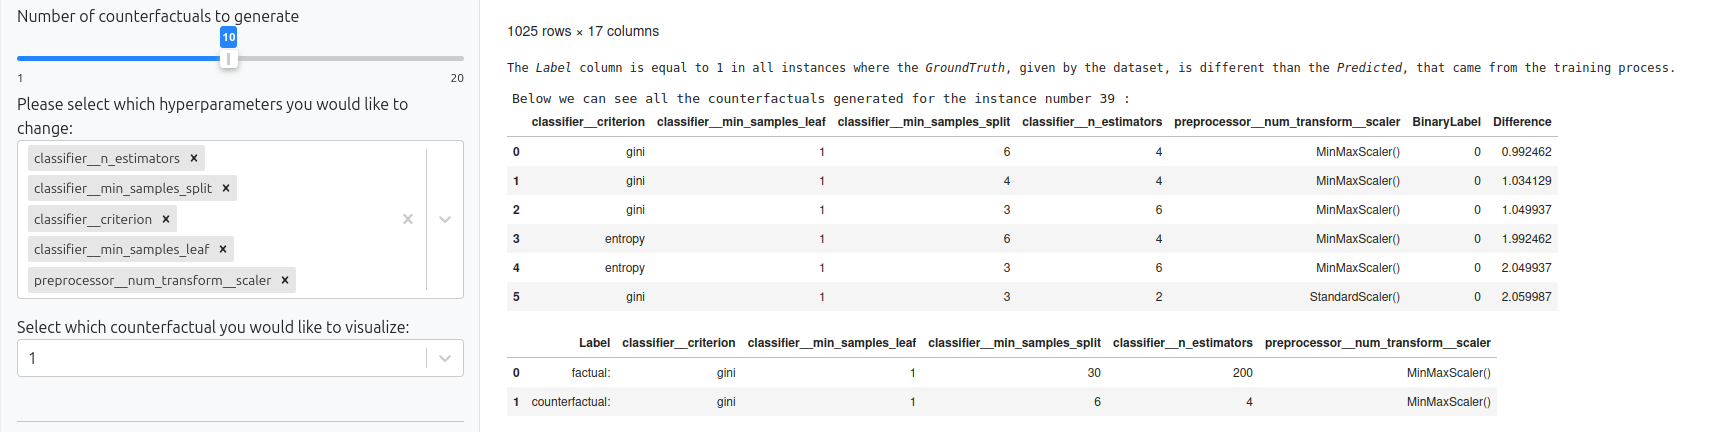 Number of counterfactuals to generate
10
1 20
Please select which hyperparameters you would like to
change:
classifier__n_estimators ×
classifier__min_samples_split ×
classifier__criterion ×
classifier__min_samples_leaf ×
preprocessor__num_transform__scaler ×
Select which counterfactual you would like to visualize:
1
1025 rows × 17 columns
The Label column is equal to 1 in all instances where the GroundTruth, given by the dataset, is different than the Predicted, that came from the training process.
Below we can see all the counterfactuals generated for the instance number 39 :
classifier__criterion classifier__min_samples_leaf classifier__min_samples_split classifier__n_estimators preprocessor__num_transform__scaler BinaryLabel Difference
0 gini 1 6 4 MinMaxScaler() 0 0.992462
1 gini 1 4 4 MinMaxScaler() 0 1.034129
2 gini 1 3 6 MinMaxScaler() 0 1.049937
3 entropy 1 6 4 MinMaxScaler() 0 1.992462
4 entropy 1 3 6 MinMaxScaler() 0 2.049937
5 gini 1 3 2 StandardScaler() 0 2.059987
Label classifier__criterion classifier__min_samples_leaf classifier__min_samples_split classifier__n_estimators preprocessor__num_transform__scaler
0 factual: gini 1 30 200 MinMaxScaler()
1 counterfactual: gini 1 6 4 MinMaxScaler()